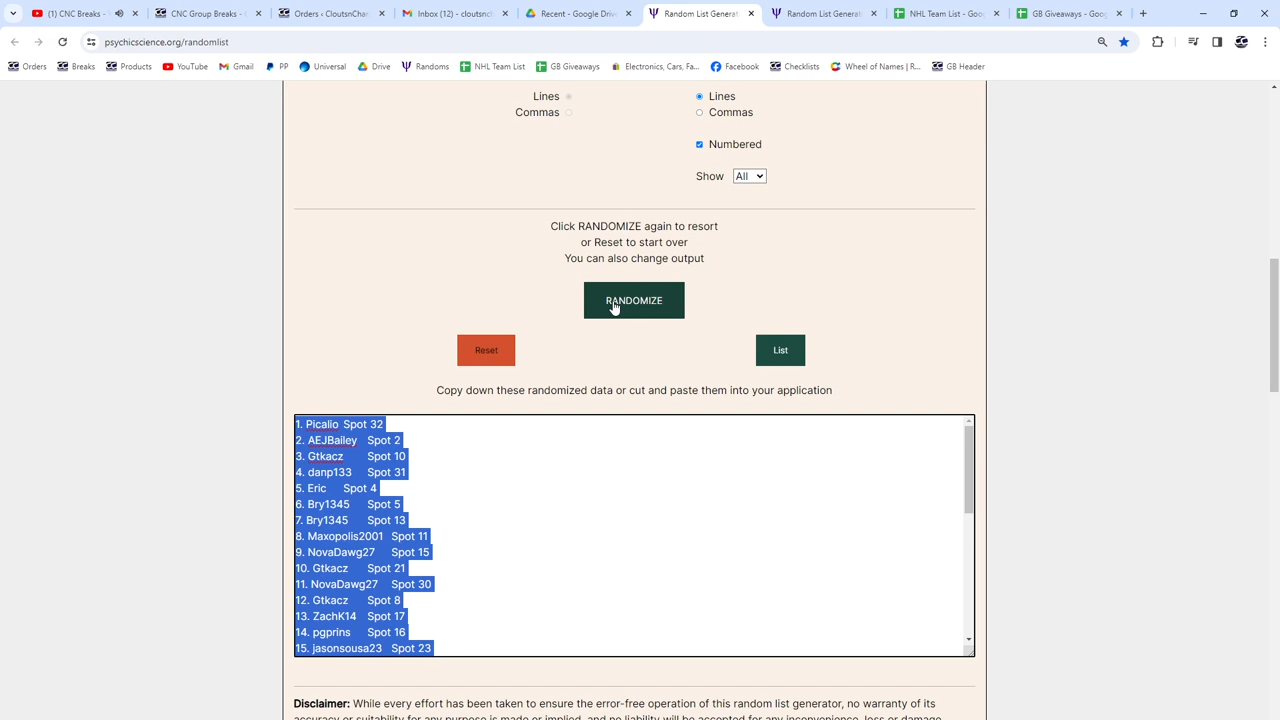 (1) CNC Breaks -
CNC Group Breaks -
Orders < CloutsnCha
Inbox (12) - cloutsnc
Recent - Google Driv
Random List Generat
Random List Generat
NHL Team List - Goog
GB Giveaways - Goog
psychicscience.org/randomlist
Orders
Breaks
Products
YouTube
Gmail
PP
Universal
Drive
Randoms
NHL Team List
GB Giveaways
Electronics, Cars, Fa...
Facebook
Checklists
Wheel of Names | R...
GB Header
Lines Lines
Commas Commas
Numbered
Show All
Click RANDOMIZE again to resort
or Reset to start over
You can also change output
RANDOMIZE
Reset
List
Copy down these randomized data or cut and paste them into your application
1. Picalio Spot 32
2. AEJBailey Spot 2
3. Gtkacz Spot 10
4. danp133 Spot 31
5. Eric Spot 4
6. Bry1345 Spot 5
7. Bry1345 Spot 13
8. Maxopolis2001 Spot 11
9. NovaDawg27 Spot 15
10. Gtkacz Spot 21
11. NovaDawg27 Spot 30
12. Gtkacz Spot 8
13. ZachK14 Spot 17
14. pgprins Spot 16
15. jasonsousa23 Spot 23
Disclaimer: While every effort has been taken to ensure the error-free operation of this random list generator, no warranty of its
accuracy or suitability for any purpose is made or implied, and no liability will be accepted for any inconvenience, loss or damage